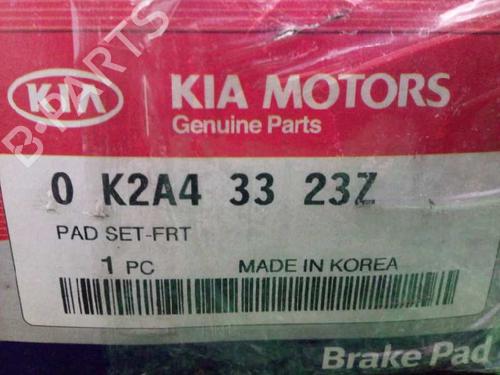 KIA KIA MOTORS
Genuine Parts
B-PARTS
0 K2A4 33 23Z
PAD SET-FRT
1 PC MADE IN KOREA
Brake Pad